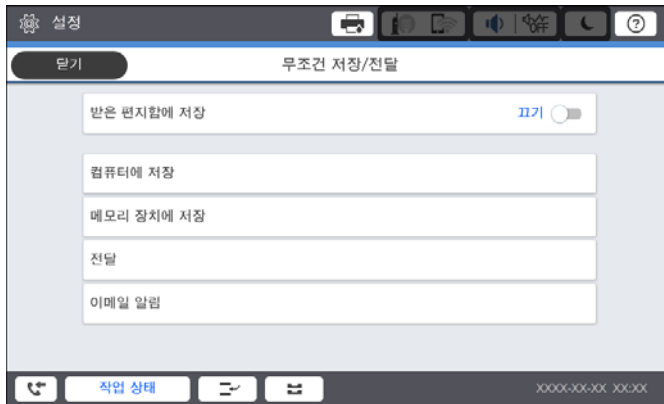 설정
OFF
닫기
무조건 저장/전달
받은 편지함에 저장
끄기
컴퓨터에 저장
메모리 장치에 저장
전달
이메일 알림
작업 상태
XXXX-XX-XX XX:XX